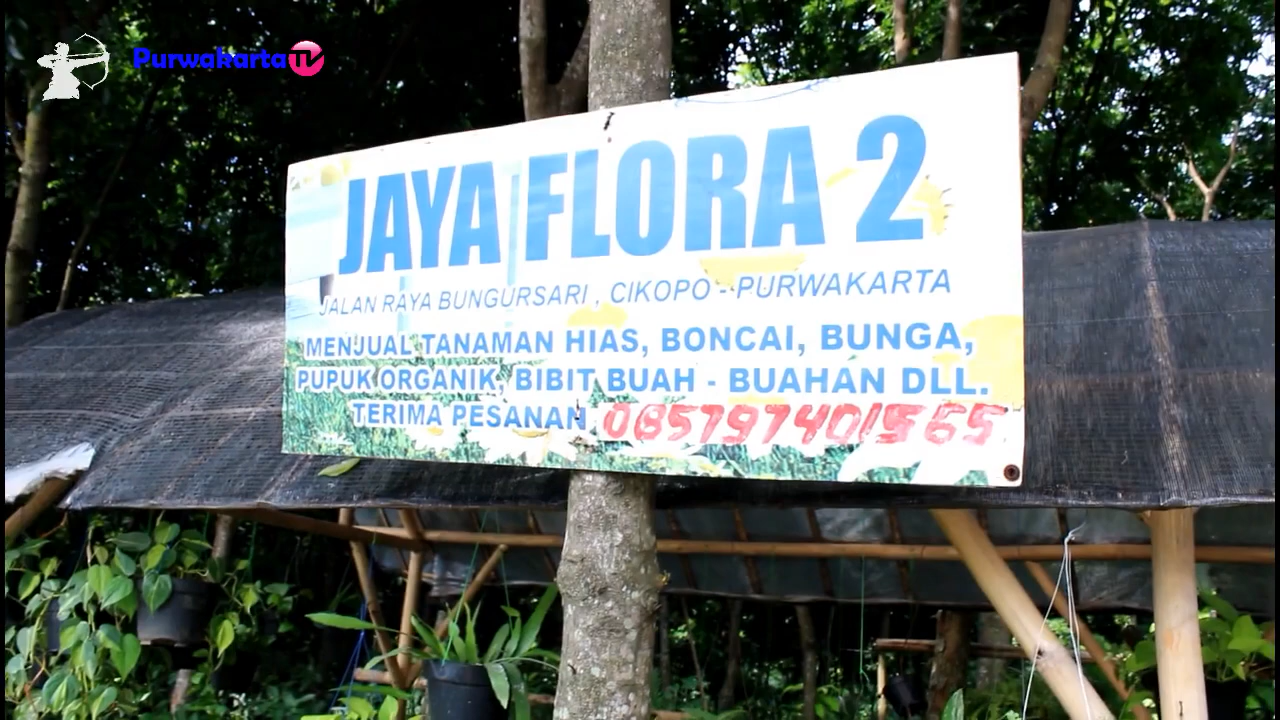 PurwakartaTV
JAYA FLORA 2
JALAN RAYA BUNGURSARI , CIKOPO - PURWAKARTA
MENJUAL TANAMAN HIAS, BONCAI, BUNGA,
PUPUK ORGANIK, BIBIT BUAH - BUAHAN DLL.
TERIMA PESANAN 085797401565